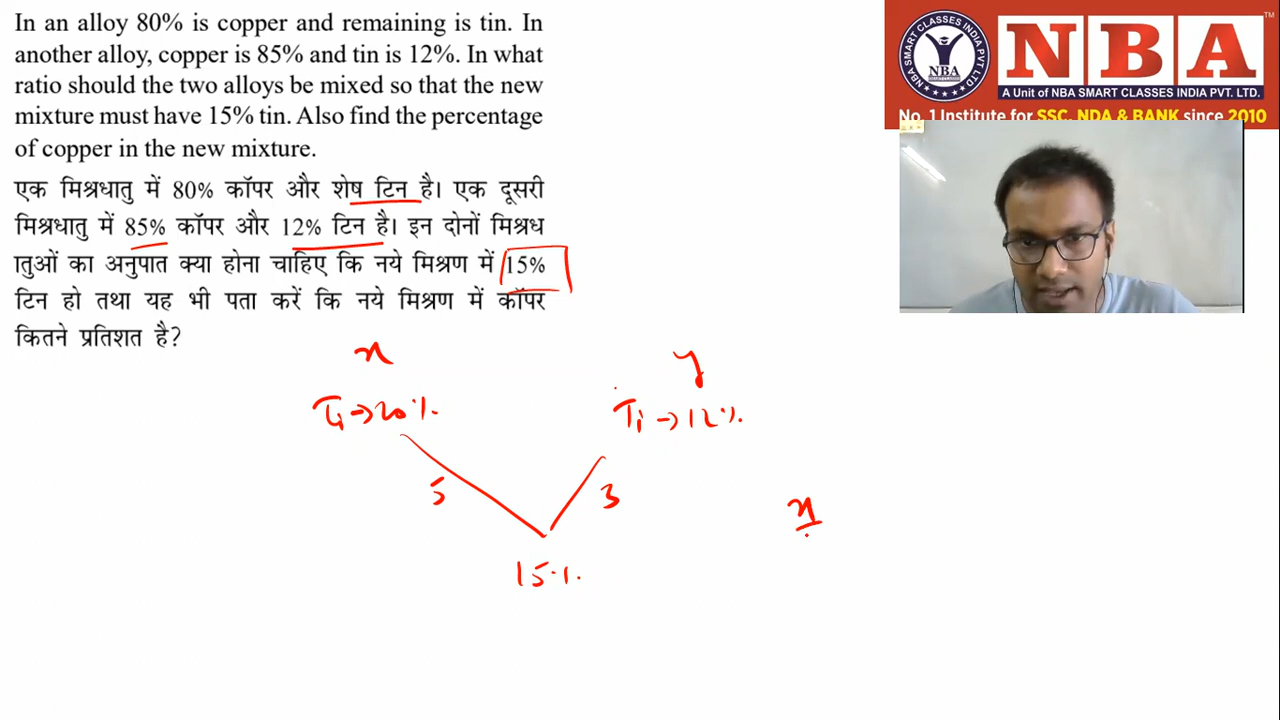 In an alloy 80% is copper and remaining is tin. In
another alloy, copper is 85% and tin is 12%. In what
ratio should the two alloys be mixed so that the new
mixture must have 15% tin. Also find the percentage
of copper in the new mixture.
एक मिश्रधातु में 80% कॉपर और शेष टिन है। एक दूसरी
मिश्रधातु में 85% कॉपर और 12% टिन है। इन दोनों मिश्रध
ातुओं का अनुपात क्या होना चाहिए कि नये मिश्रण में 15%
टिन हो तथा यह भी पता करें कि नये मिश्रण में कॉपर
कितने प्रतिशत है?
NBA SMART CLASSES INDIA PVT LTD
NBA
SMART CLASSES
NBA
TM
A Unit of NBA SMART CLASSES INDIA PVT. LTD.
No. 1 Institute for SSC, NDA & BANK since 2010
x
y
Ti → 20%
Ti → 12%
5
3
x
15%